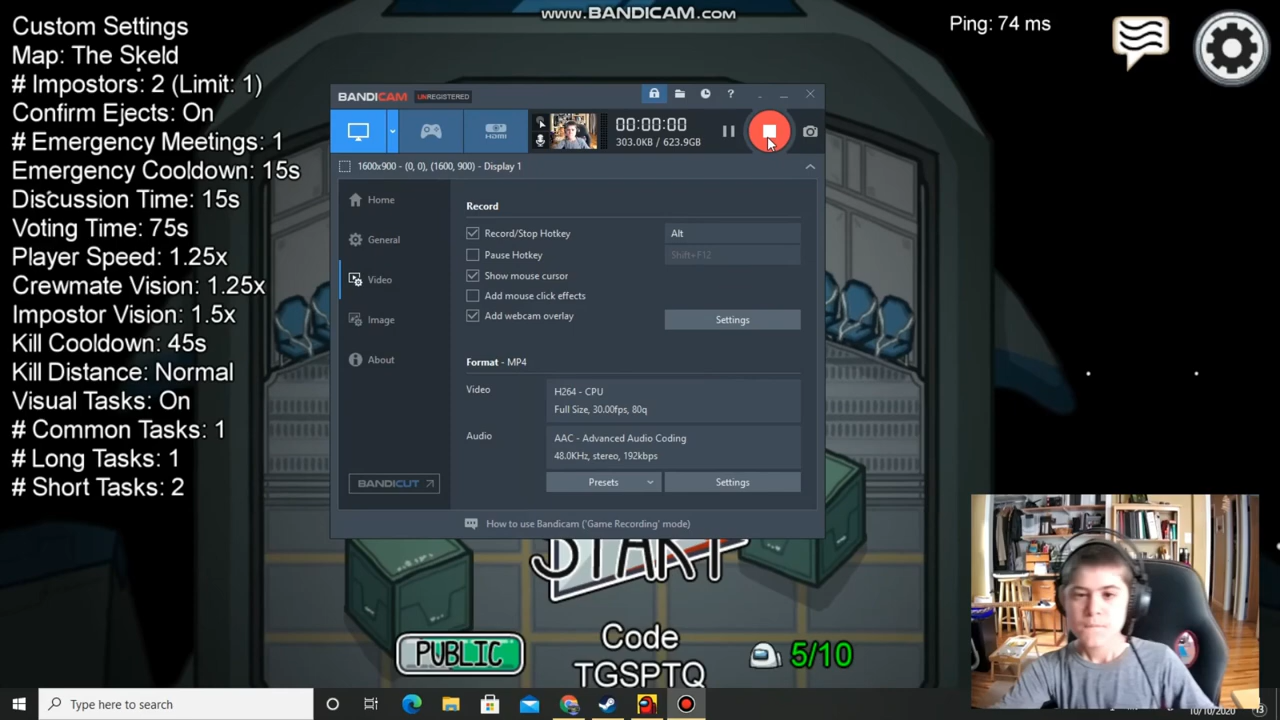 www.BANDICAM.com
Custom Settings
Map: The Skeld
# Impostors: 2 (Limit: 1)
Confirm Ejects: On
# Emergency Meetings: 1
Emergency Cooldown: 15s
Discussion Time: 15s
Voting Time: 75s
Player Speed: 1.25x
Crewmate Vision: 1.25x
Impostor Vision: 1.5x
Kill Cooldown: 45s
Kill Distance: Normal
Visual Tasks: On
# Common Tasks: 1
# Long Tasks: 1
# Short Tasks: 2
Ping: 74 ms
BANDICAM UNREGISTERED
?
HDMI
00:00:00
303.0KB / 623.9GB
1600x900 - (0, 0), (1600, 900) - Display 1
Home
General
Video
Image
About
BANDICUT
Record
Record/Stop Hotkey Alt
Pause Hotkey Shift+F12
Show mouse cursor
Add mouse click effects
Add webcam overlay Settings
Format - MP4
Video H264 - CPU
Full Size, 30.00fps, 80q
Audio AAC - Advanced Audio Coding
48.0KHz, stereo, 192kbps
Presets Settings
How to use Bandicam ('Game Recording' mode)
START
PUBLIC
Code
TGSPTQ
5/10
Type here to search
10/10/2020
13